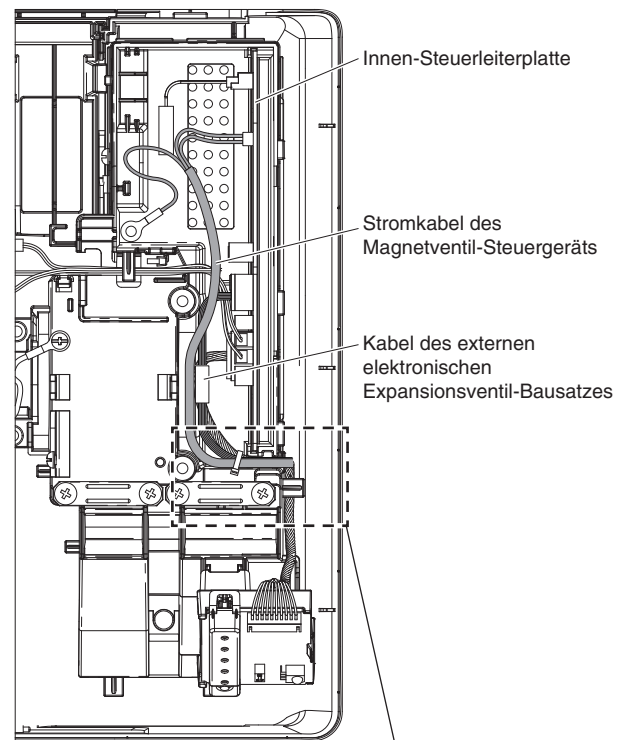 Innen-Steuerleiterplatte
Stromkabel des
Magnetventil-Steuergeräts
Kabel des externen
elektronischen
Expansionsventil-Bausatzes